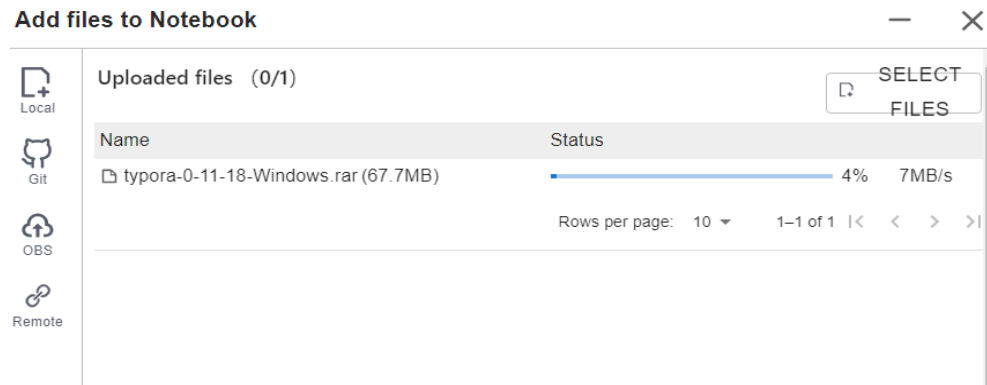 Add files to Notebook
Local
Git
OBS
Remote
Uploaded files (0/1)
SELECT
FILES
Name Status
typora-0-11-18-Windows.rar (67.7MB) 4% 7MB/s
Rows per page: 10 1–1 of 1